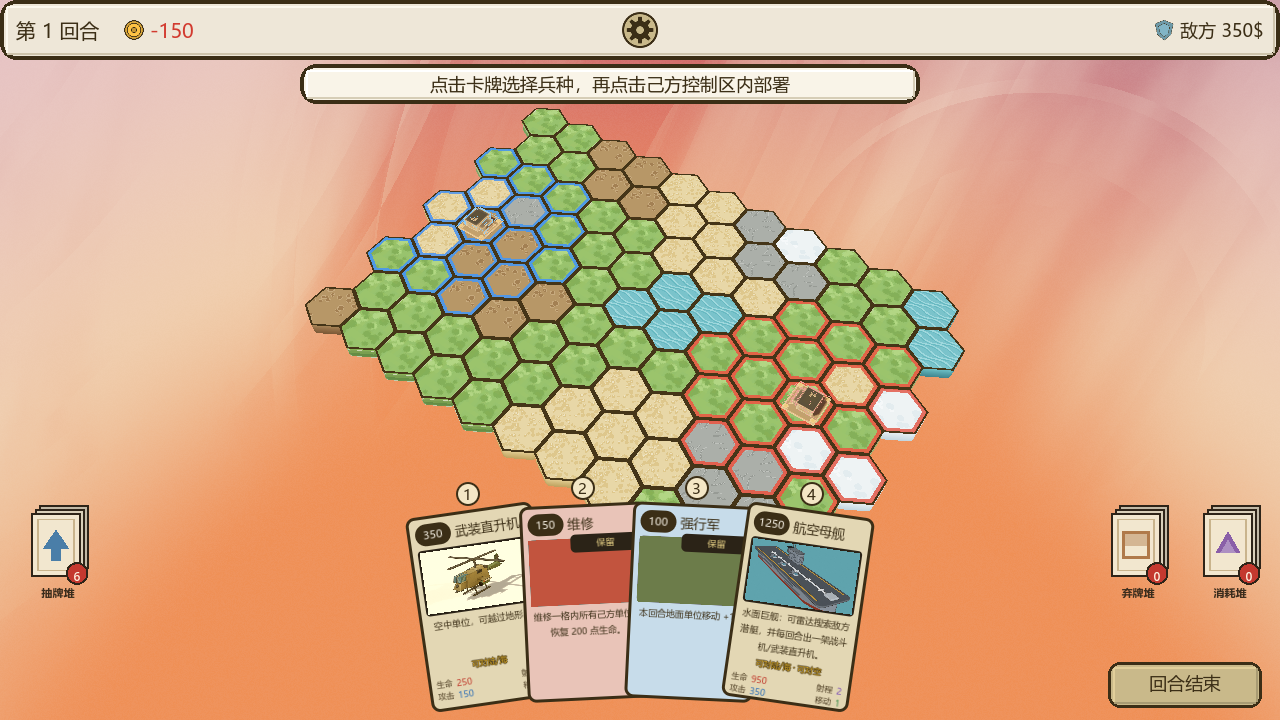 第 1 回合
-150
敌方 350$
点击卡牌选择兵种，再点击己方控制区内部署
1
2
3
4
350 武装直升机
空中单位，可越过地形
生命 250
攻击 150
150 维修
保留
维修一格内所有己方单位
恢复 200 点生命。
100 强行军
保留
本回合地面单位移动 +
1250 航空母舰
水面巨舰：可雷达搜索敌方
潜艇，并每回合出一架战斗
机/武装直升机。
生命 950
攻击 350
射程 2
移动 1
6
抽牌堆
0
弃牌堆
0
消耗堆
回合结束